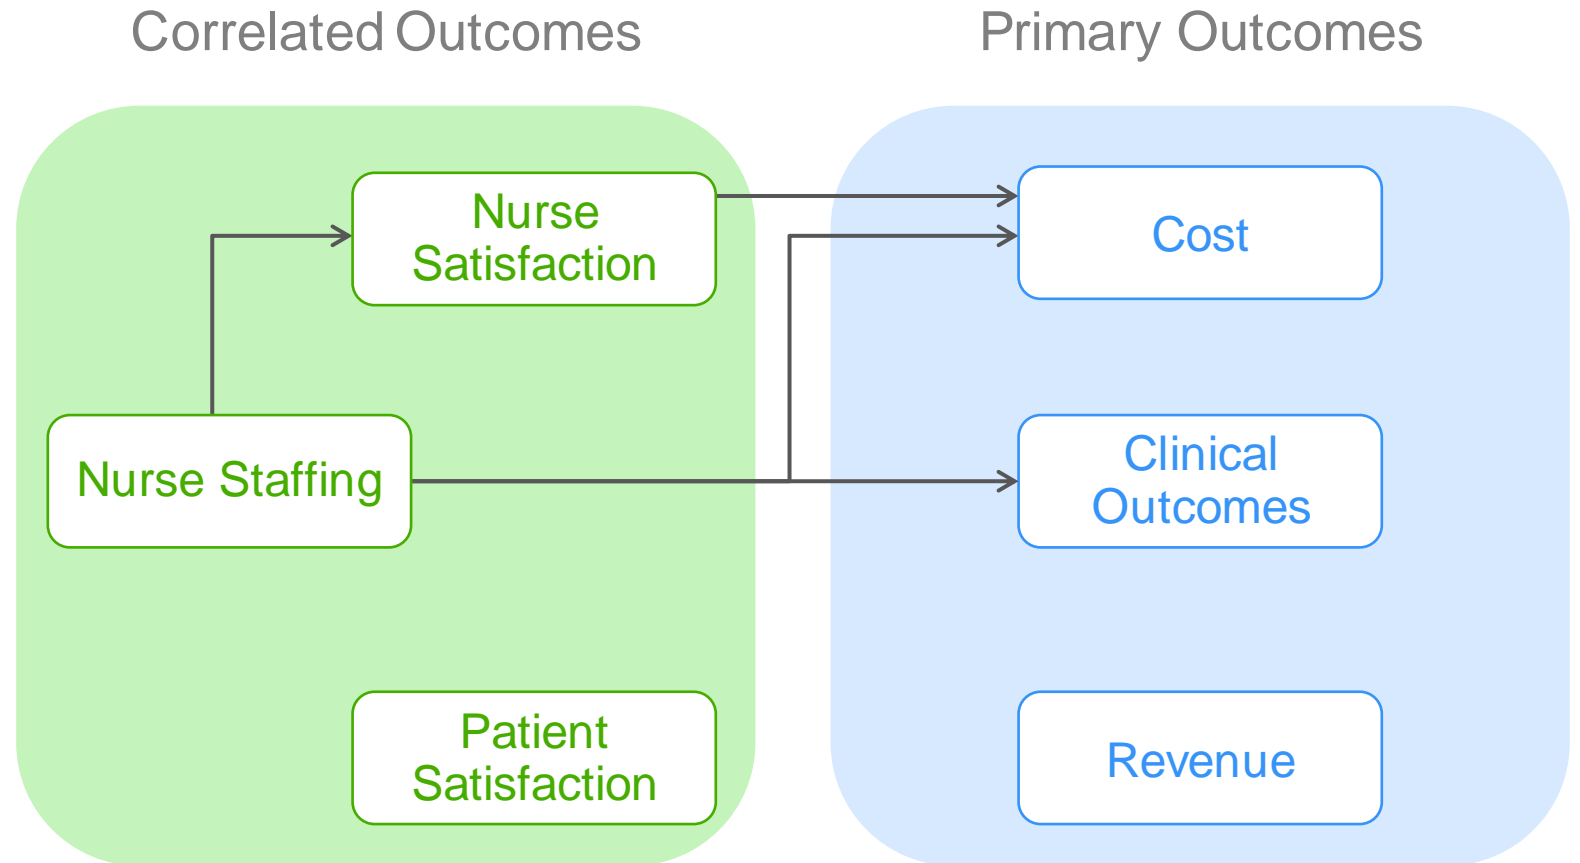 Correlated Outcomes
Primary Outcomes
Nurse
Satisfaction
Cost
Nurse Staffing
Clinical
Outcomes
Patient
Satisfaction
Revenue